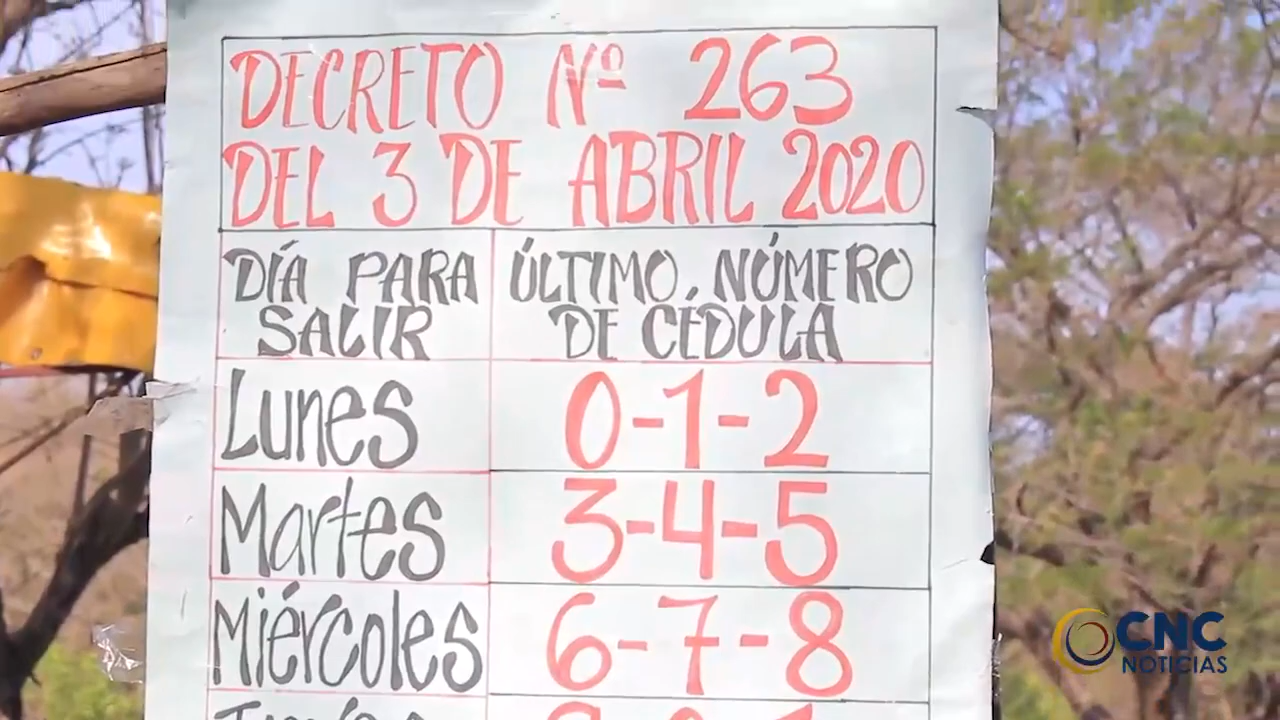 DECRETO Nº 263
DEL 3 DE ABRIL 2020
DÍA PARA SALIR
ÚLTIMO NÚMERO DE CÉDULA
Lunes 0-1-2
Martes 3-4-5
Miércoles 6-7-8
CNC
NOTICIAS